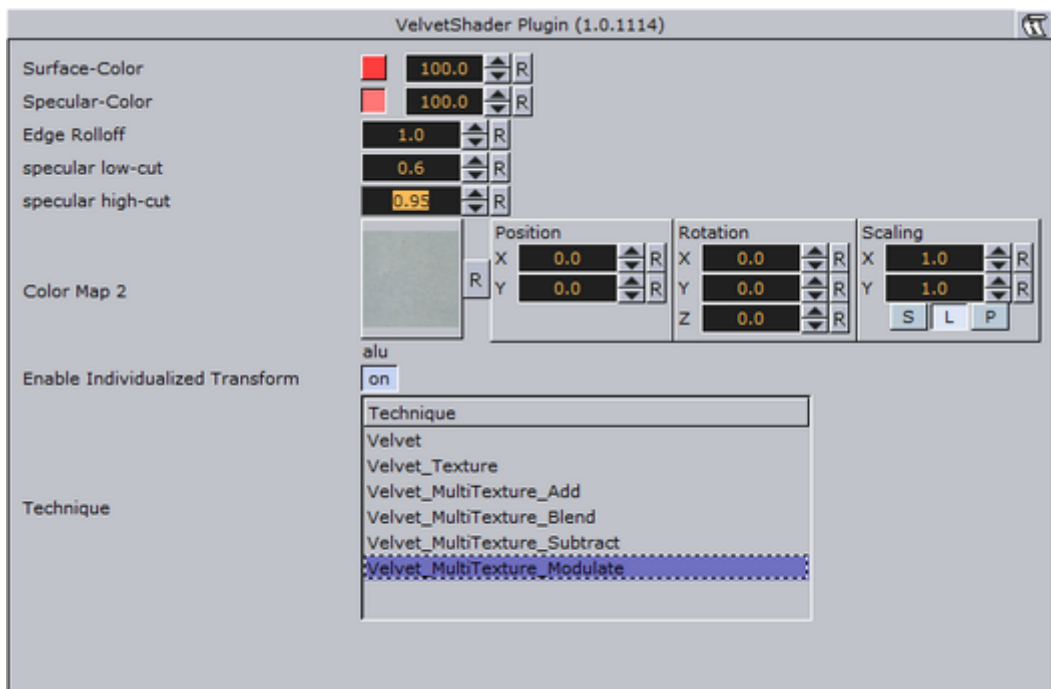 VelvetShader Plugin (1.0.1114)
Surface-Color 100.0 R
Specular-Color 100.0 R
Edge Rolloff 1.0 R
specular low-cut 0.6 R
specular high-cut 0.95 R
Color Map 2
R
alu
Position
X 0.0 R
Y 0.0 R
Rotation
X 0.0 R
Y 0.0 R
Z 0.0 R
Scaling
X 1.0 R
Y 1.0 R
S L P
Enable Individualized Transform on
Technique
Technique
Velvet
Velvet_Texture
Velvet_MultiTexture_Add
Velvet_MultiTexture_Blend
Velvet_MultiTexture_Subtract
Velvet_MultiTexture_Modulate